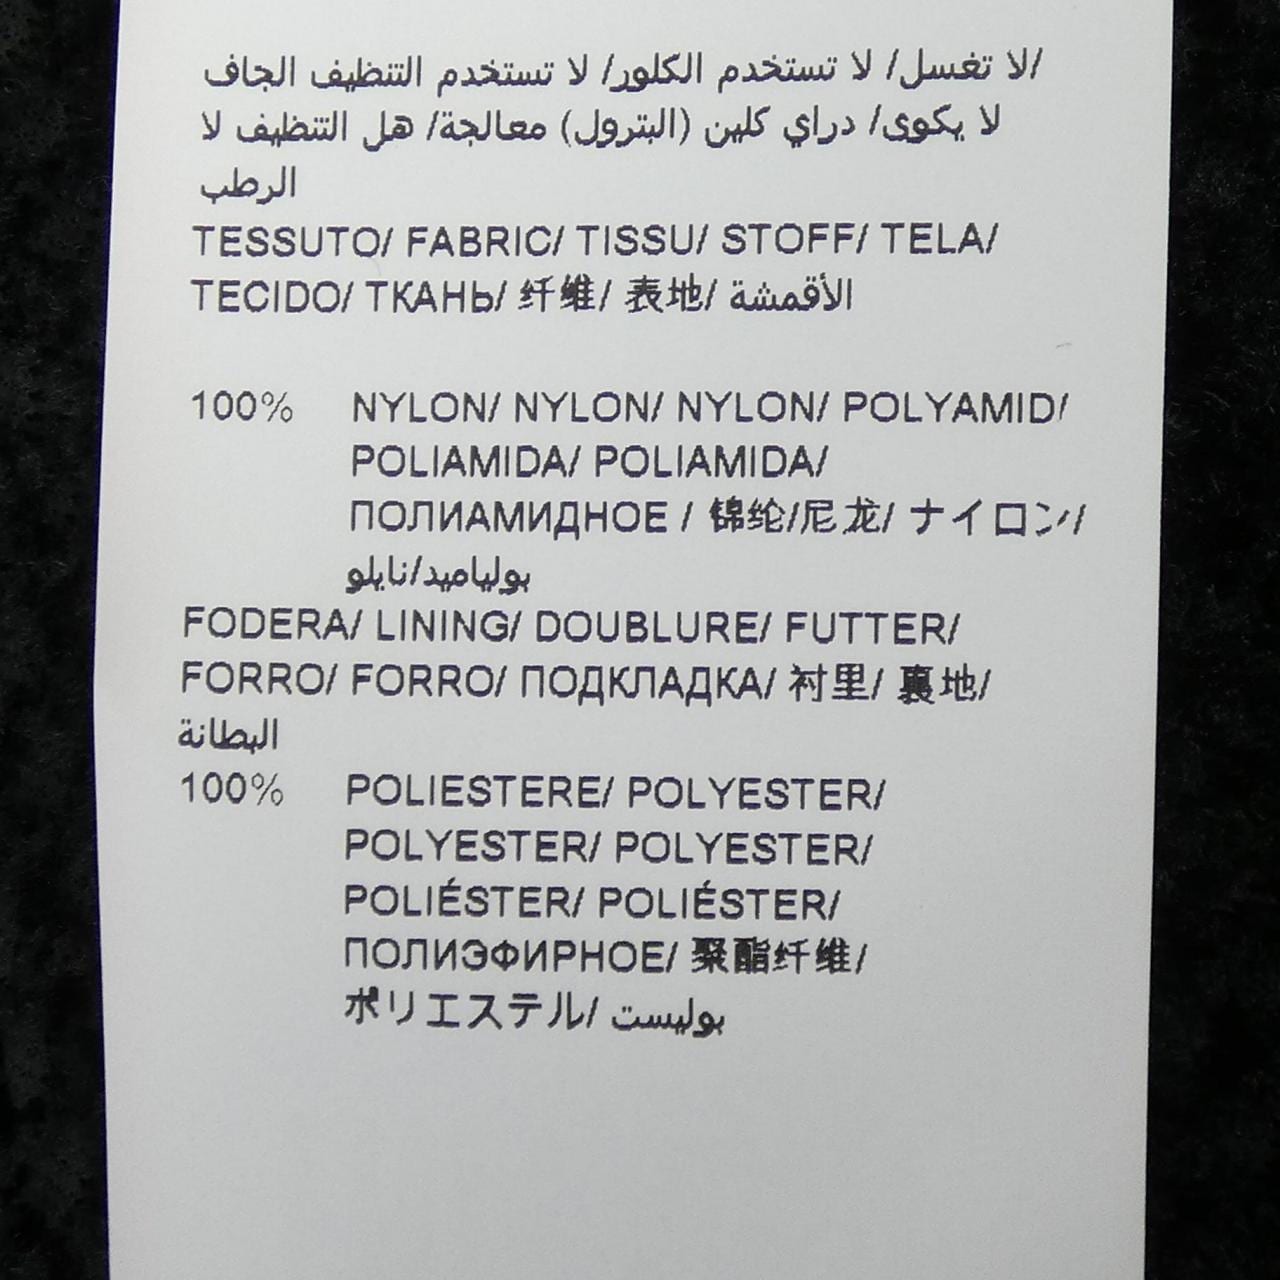 لا تغسل/ لا تستخدم الكلور/ لا تستخدم التنظيف الجاف/
لا يكوى/ دراي كلين (البترول) معالجة/ هل التنظيف لا
الرطب
TESSUTO/ FABRIC/ TISSU/ STOFF/ TELA/
TECIDO/ ТКАНЬ/ 纤维/ 表地/ الأقمشة
100% NYLON/ NYLON/ NYLON/ POLYAMID/
POLIAMIDA/ POLIAMIDA/
ПОЛИАМИДНОЕ / 锦纶/尼龙/ ナイロン/
بولياميد/نايلو
FODERA/ LINING/ DOUBLURE/ FUTTER/
FORRO/ FORRO/ ПОДКЛАДКА/ 衬里/ 裏地/
البطانة
100% POLIESTERE/ POLYESTER/
POLYESTER/ POLYESTER/
POLIÉSTER/ POLIÉSTER/
ПОЛИЭФИРНОЕ/ 聚酯纤维/
ポリエステル/ بوليست